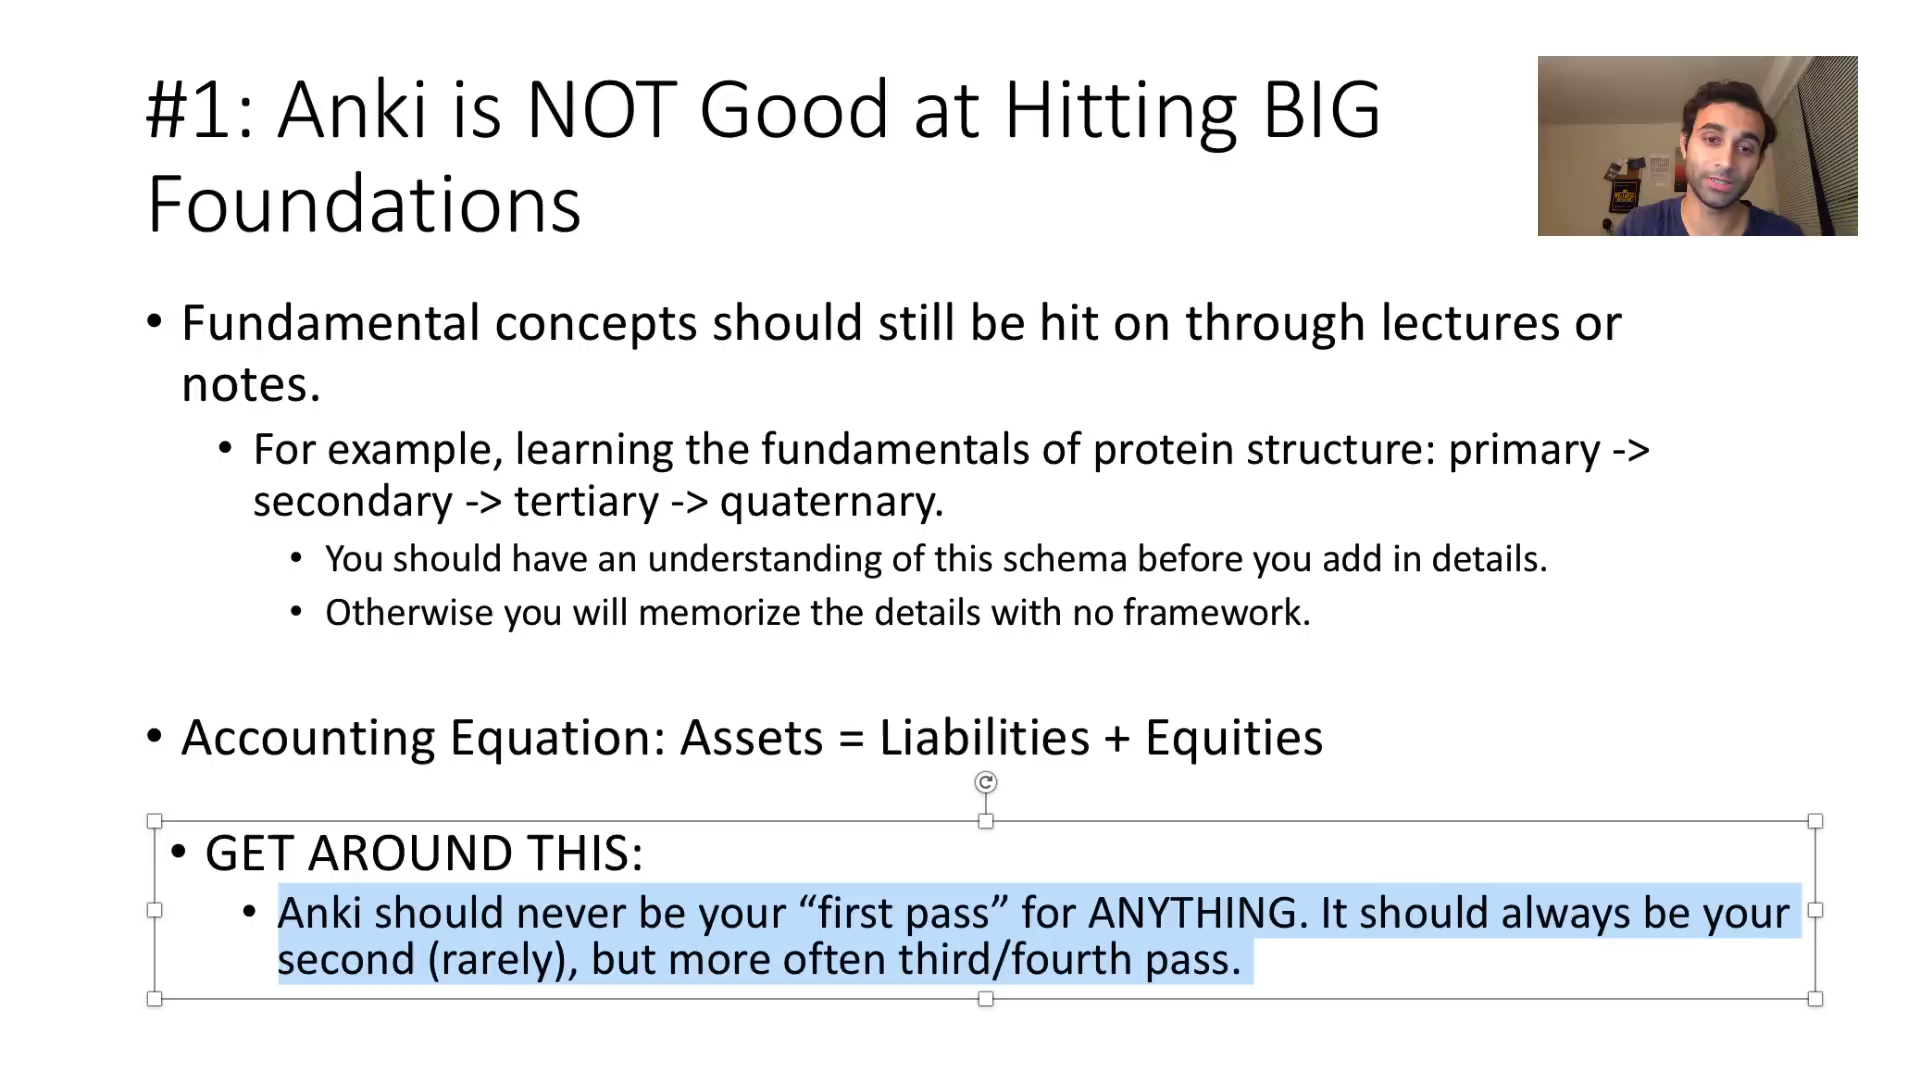 #1: Anki is NOT Good at Hitting BIG
Foundations
• Fundamental concepts should still be hit on through lectures or
notes.
• For example, learning the fundamentals of protein structure: primary ->
secondary -> tertiary -> quaternary.
• You should have an understanding of this schema before you add in details.
• Otherwise you will memorize the details with no framework.
• Accounting Equation: Assets = Liabilities + Equities
• GET AROUND THIS:
• Anki should never be your “first pass” for ANYTHING. It should always be your
second (rarely), but more often third/fourth pass.